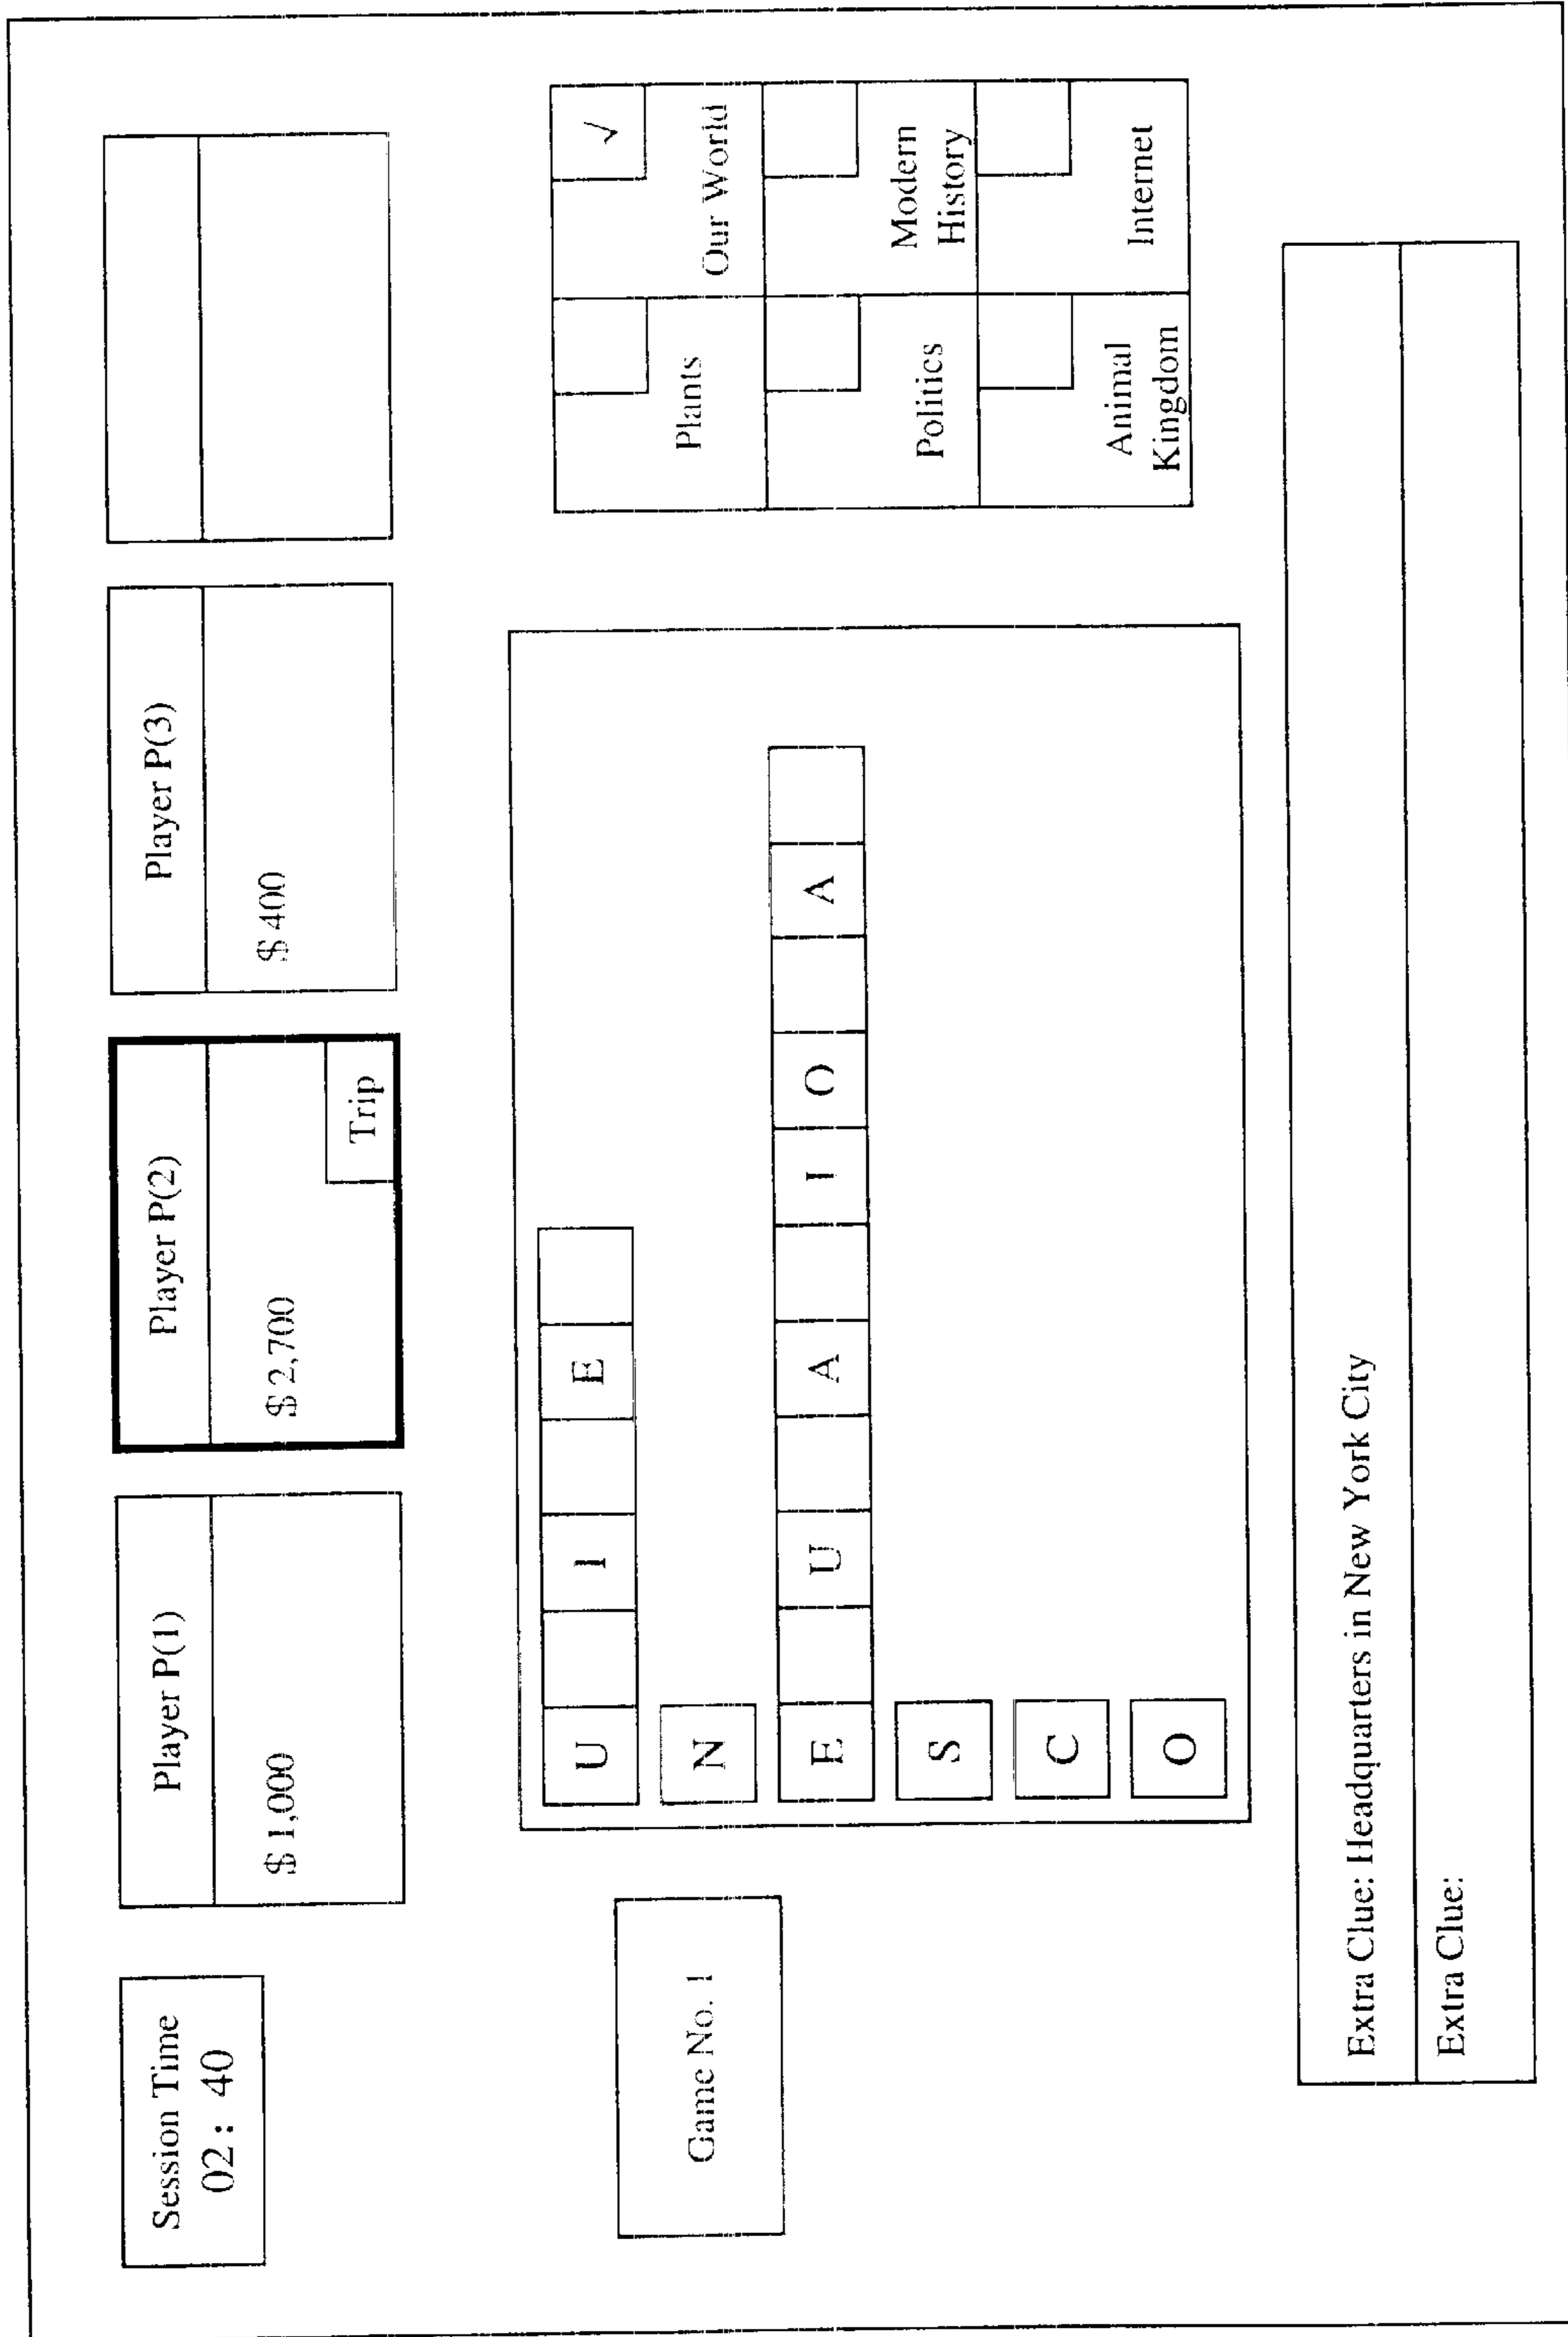 Session Time
02: 40
Player P(1)
$ 1,000
Player P(2)
$ 2,700
Trip
Player P(3)
$ 400
Game No. 1
U I E
N
E U A I O A
S
C
O
Plants
√
Our World
Politics
Modern
History
Animal
Kingdom
Internet
Extra Clue: Headquarters in New York City
Extra Clue: